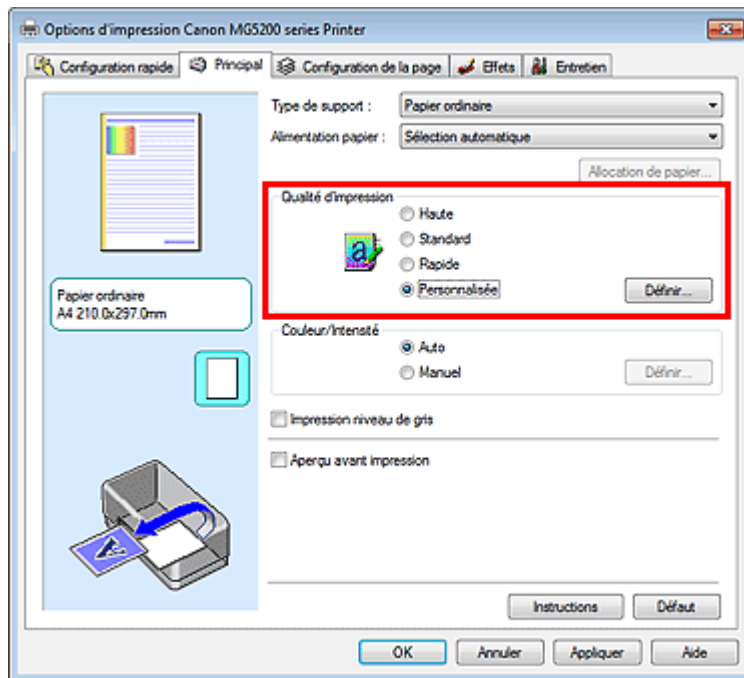 Options d'impression Canon MG5200 series Printer
Configuration rapide Principal Configuration de la page Effets Entretien
Type de support : Papier ordinaire
Alimentation papier : Sélection automatique
Allocation de papier...
Qualité d'impression
Haute
Standard
Rapide
Personnalisée Définir...
Papier ordinaire
A4 210.0x297.0mm
Couleur/Intensité
Auto
Manuel Définir...
Impression niveau de gris
Aperçu avant impression
Instructions Défaut
OK Annuler Appliquer Aide